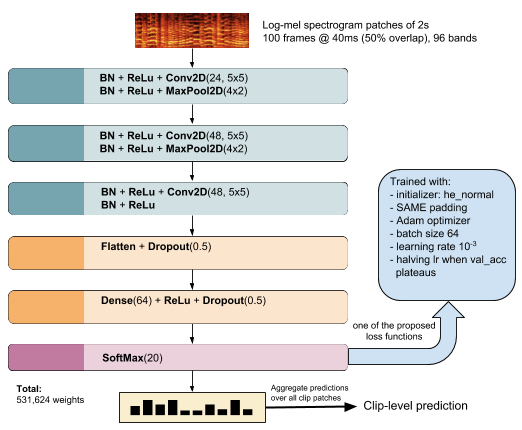 Log-mel spectrogram patches of 2s
100 frames @ 40ms (50% overlap), 96 bands
BN + ReLu + Conv2D(24, 5x5)
BN + ReLu + MaxPool2D(4x2)
BN + ReLu + Conv2D(48, 5x5)
BN + ReLu + MaxPool2D(4x2)
BN + ReLu + Conv2D(48, 5x5)
BN + ReLu
Flatten + Dropout(0.5)
Dense(64) + ReLu + Dropout(0.5)
SoftMax(20)
Trained with:
- initializer: he_normal
- SAME padding
- Adam optimizer
- batch size 64
- learning rate 10⁻³
- halving lr when val_acc
plateaus
one of the proposed
loss functions
Total:
531,624 weights
Aggregate predictions
over all clip patches
Clip-level prediction